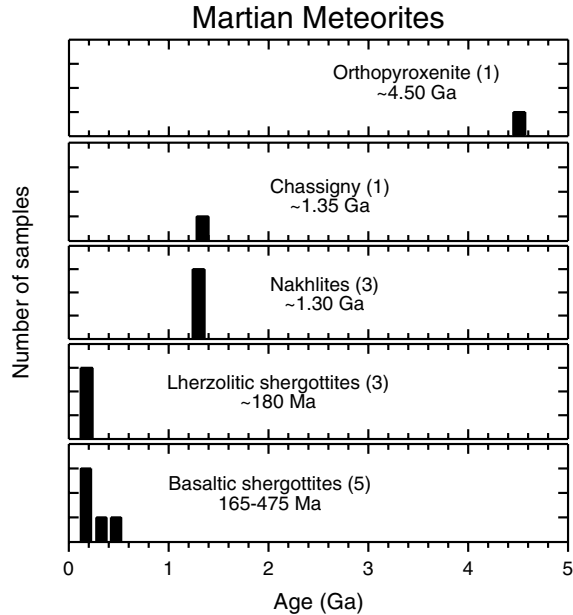 Martian Meteorites
Orthopyroxenite (1)
~4.50 Ga
Chassigny (1)
~1.35 Ga
Nakhlites (3)
~1.30 Ga
Lherzolitic shergottites (3)
~180 Ma
Basaltic shergottites (5)
165-475 Ma
Number of samples
0 1 2 3 4 5
Age (Ga)